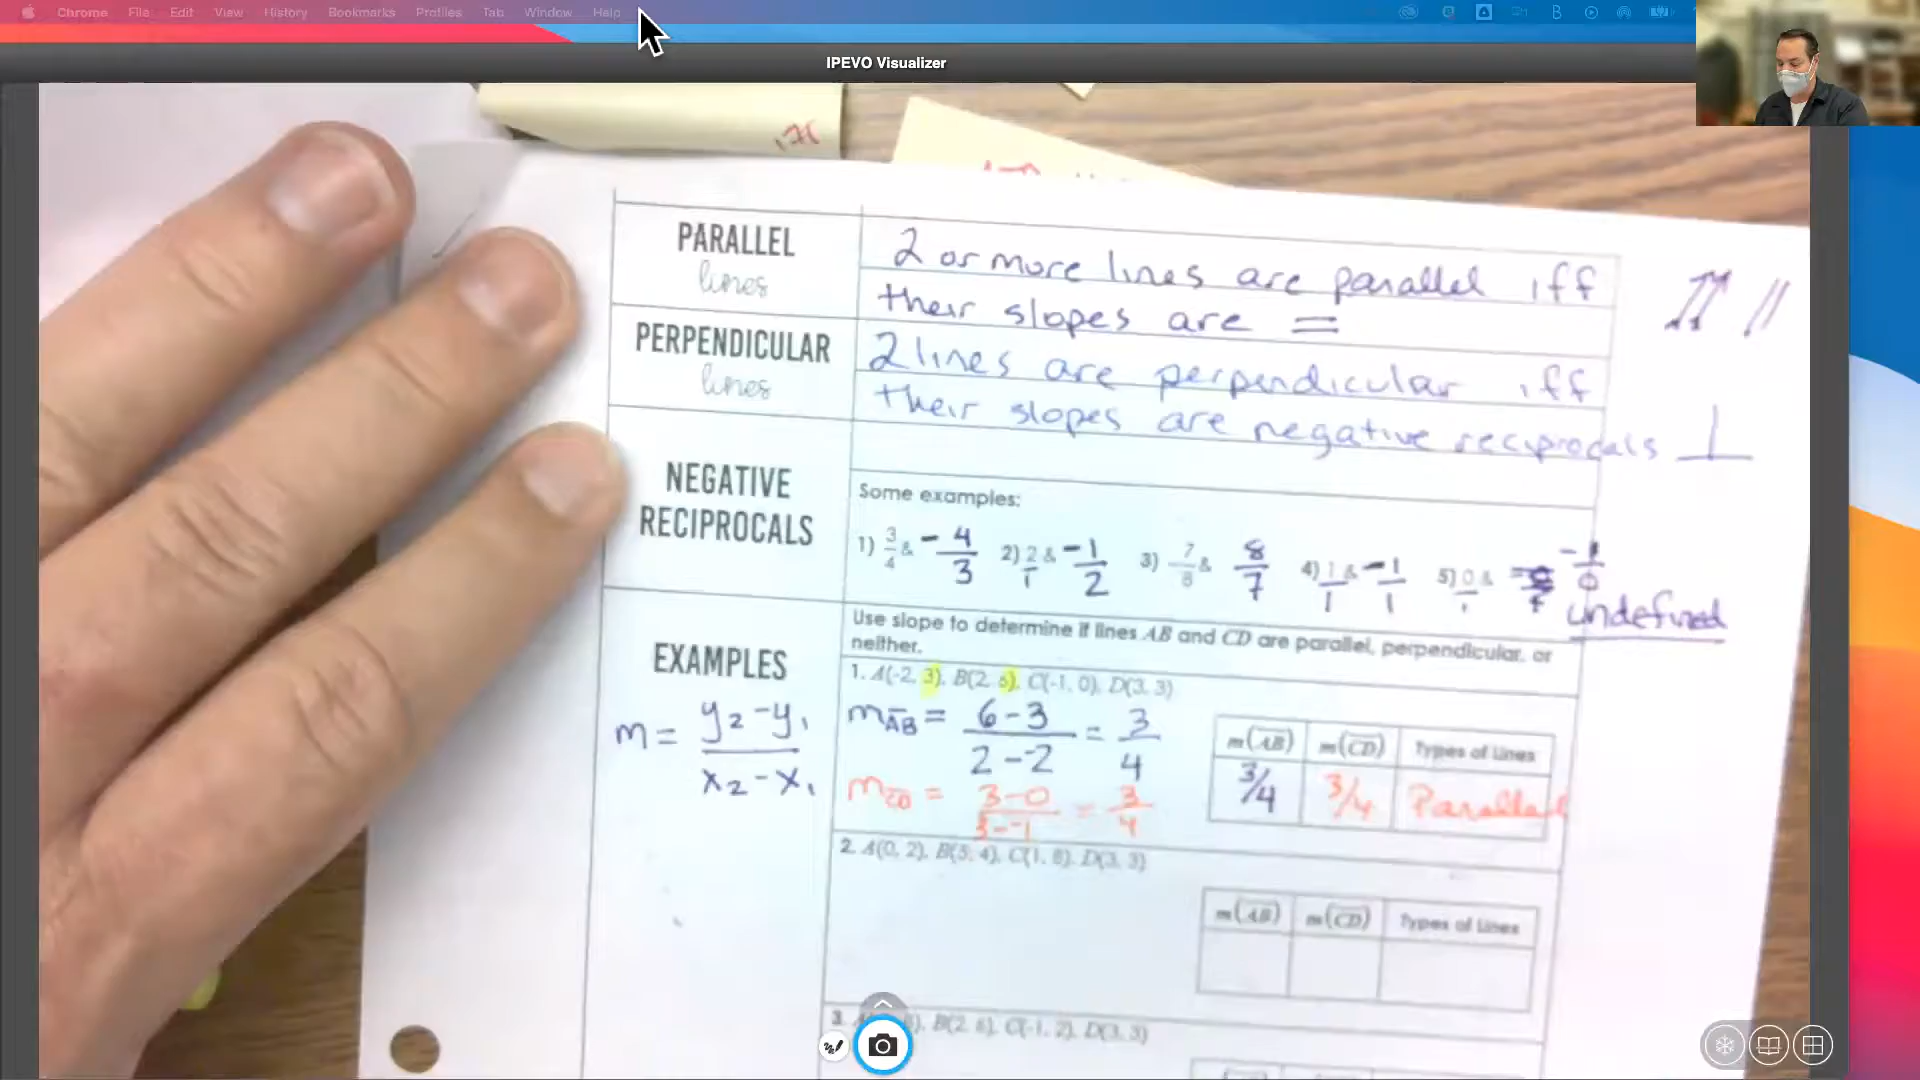 Chrome File Edit View History Bookmarks Profiles Tab Window Help
IPEVO Visualizer
PARALLEL
lines
2 or more lines are parallel iff
their slopes are =
PERPENDICULAR
lines
2 lines are perpendicular iff
their slopes are negative reciprocals ⊥
NEGATIVE
RECIPROCALS
Some examples:
1) 3/4 & -4/3 2) 2/1 & -1/2 3) -7/8 & 8/7 4) 1/1 & -1/1 5) 0/1 & -1/0
undefined
EXAMPLES
m = y₂-y₁ / x₂-x₁
Use slope to determine if lines AB and CD are parallel, perpendicular, or
neither.
1. A(-2, 3), B(2, 6), C(-1, 0), D(3, 3)
m AB = 6-3 / 2--2 = 3/4
m CD = 3-0 / 3--1 = 3/4
m(AB) m(CD) Types of Lines
3/4 3/4 Parallel
2. A(0, 2), B(5, 4), C(1, 8), D(3, 3)
m(AB) m(CD) Types of Lines
3. B(2, 6), C(-1, 2), D(3, 3)